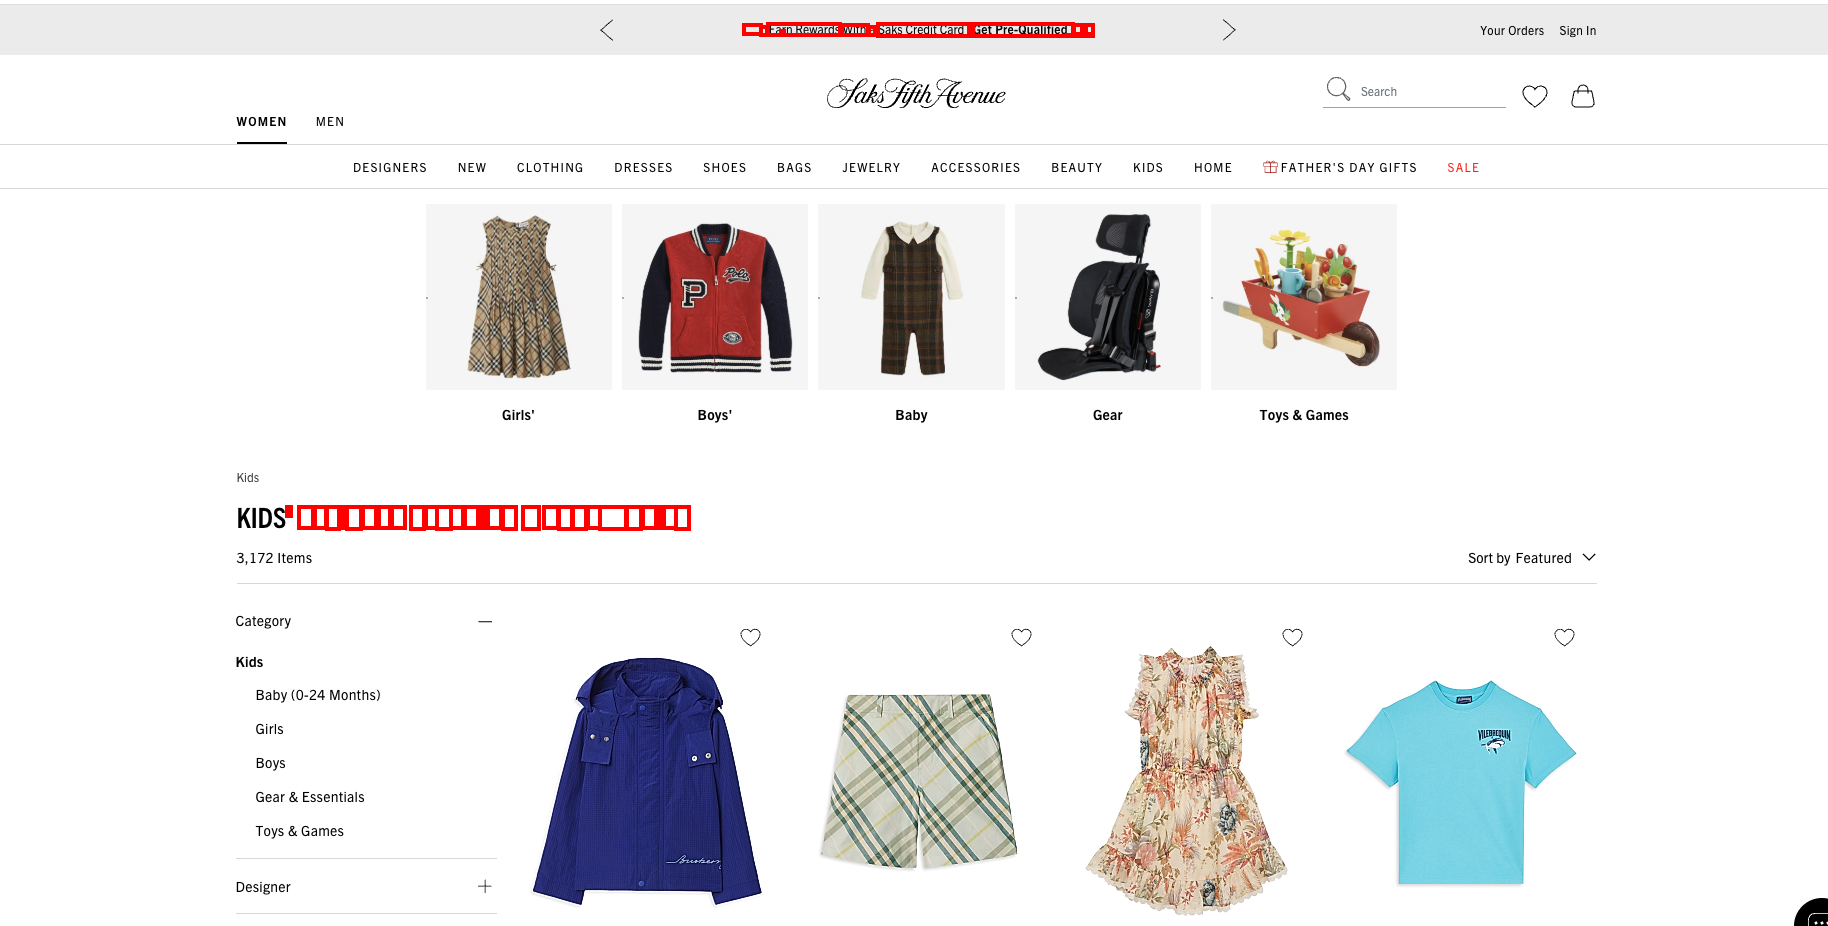 Earn Rewards With a Saks Credit Card Get Pre-Qualified
Your Orders Sign In
Saks Fifth Avenue
Search
WOMEN MEN
DESIGNERS NEW CLOTHING DRESSES SHOES BAGS JEWELRY ACCESSORIES BEAUTY KIDS HOME FATHER'S DAY GIFTS SALE
P Polo
Girls' Boys' Baby Gear Toys & Games
Kids
KIDS'
3,172 Items
Sort by Featured
Category
Kids
Baby (0-24 Months)
Girls
Boys
Gear & Essentials
Toys & Games
Designer
VILEBREQUIN